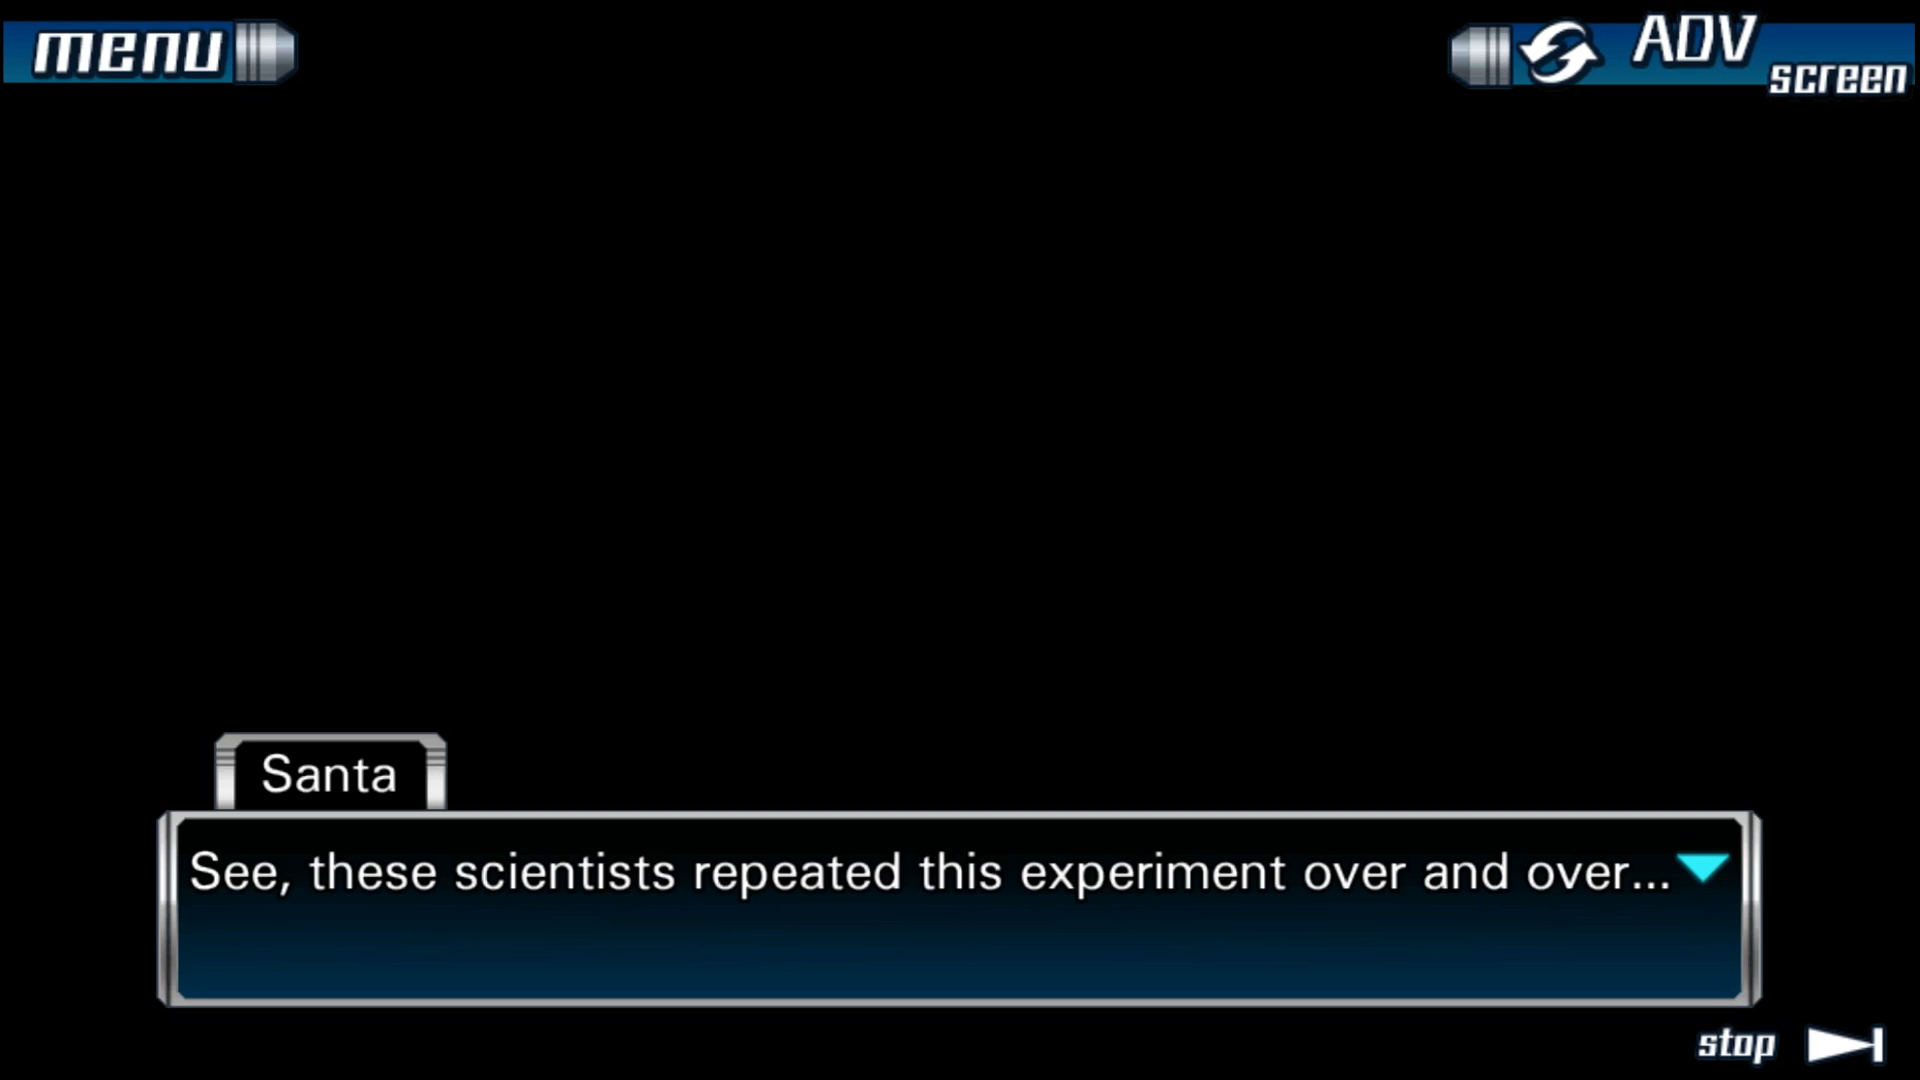 menu
ADV
screen
Santa
See, these scientists repeated this experiment over and over...
stop